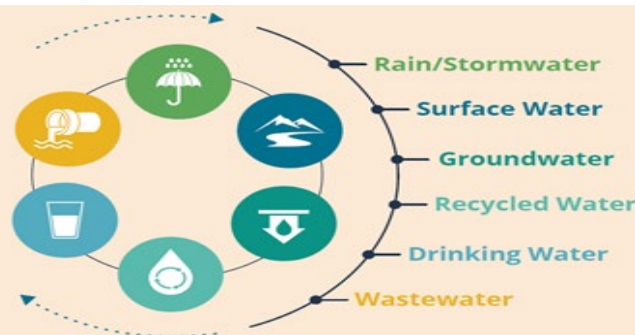 Rain/Stormwater
Surface Water
Groundwater
Recycled Water
Drinking Water
Wastewater